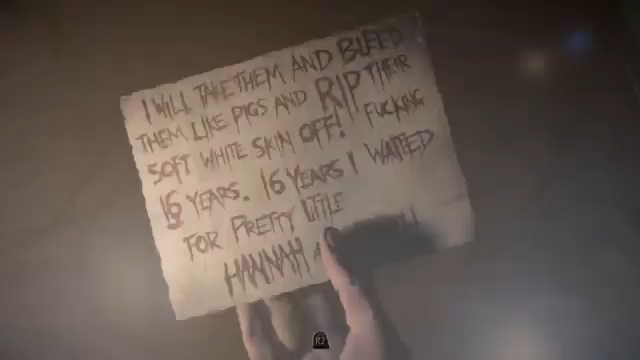 I WILL TAKE THEM AND BLEED
THEM LIKE PIGS AND RIP THEIR
SOFT WHITE SKIN OFF! FUCKING
16 YEARS. 16 YEARS I WAITED
FOR PRETTY LITTLE
HANNAH
R2